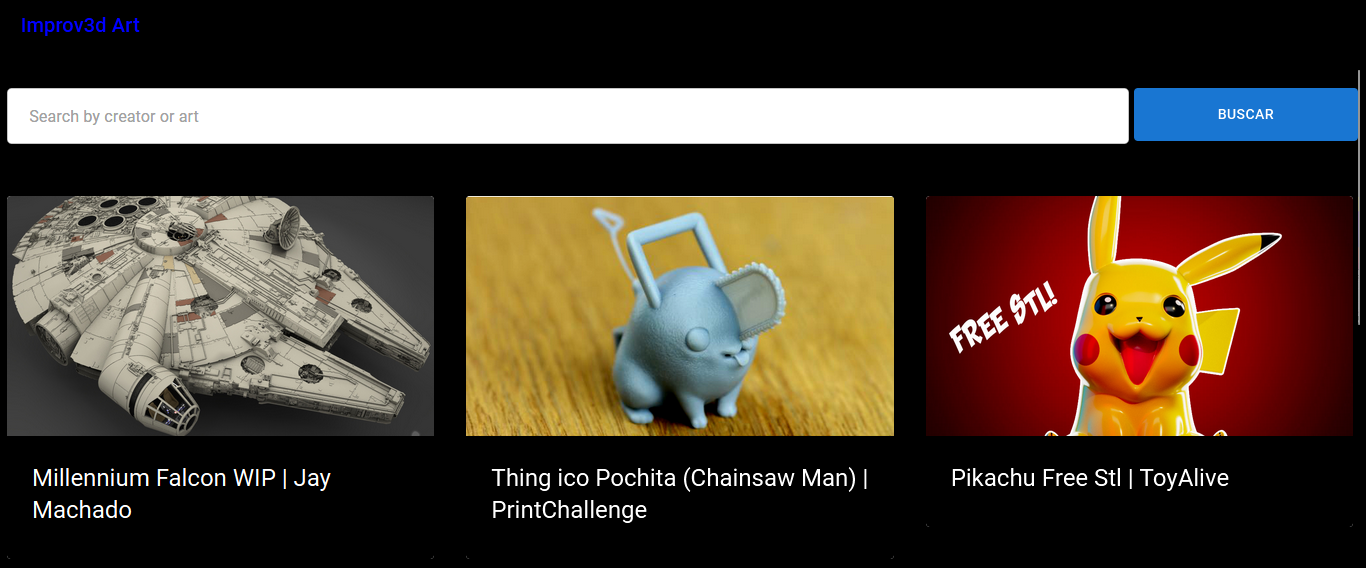 Improv3d Art
Search by creator or art
BUSCAR
FREE STL!
Millennium Falcon WIP | Jay
Machado
Thing ico Pochita (Chainsaw Man) |
PrintChallenge
Pikachu Free Stl | ToyAlive